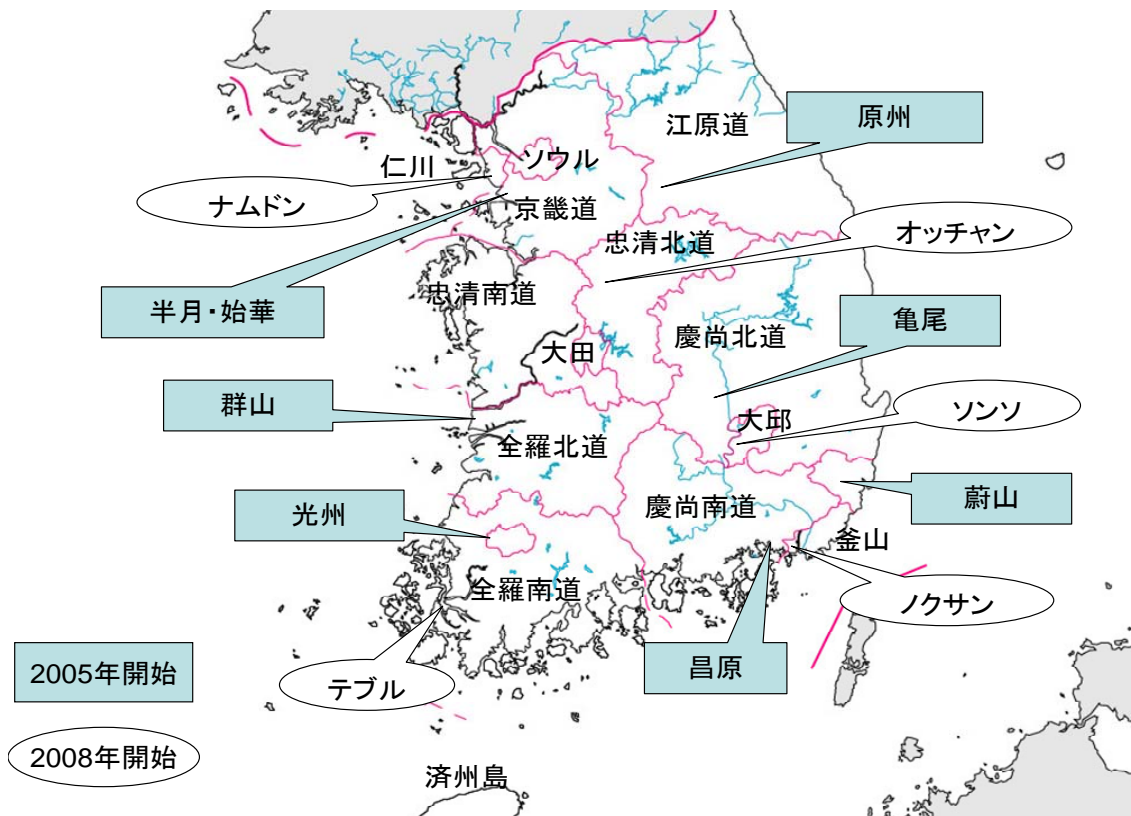 江原道
原州
仁川
ソウル
ナムドン
京畿道
オッチャン
忠清北道
忠清南道
半月・始華
亀尾
慶尚北道
大田
群山
ソンソ
大邱
全羅北道
蔚山
光州
慶尚南道
釜山
全羅南道
ノクサン
昌原
2005年開始
テブル
2008年開始
済州島